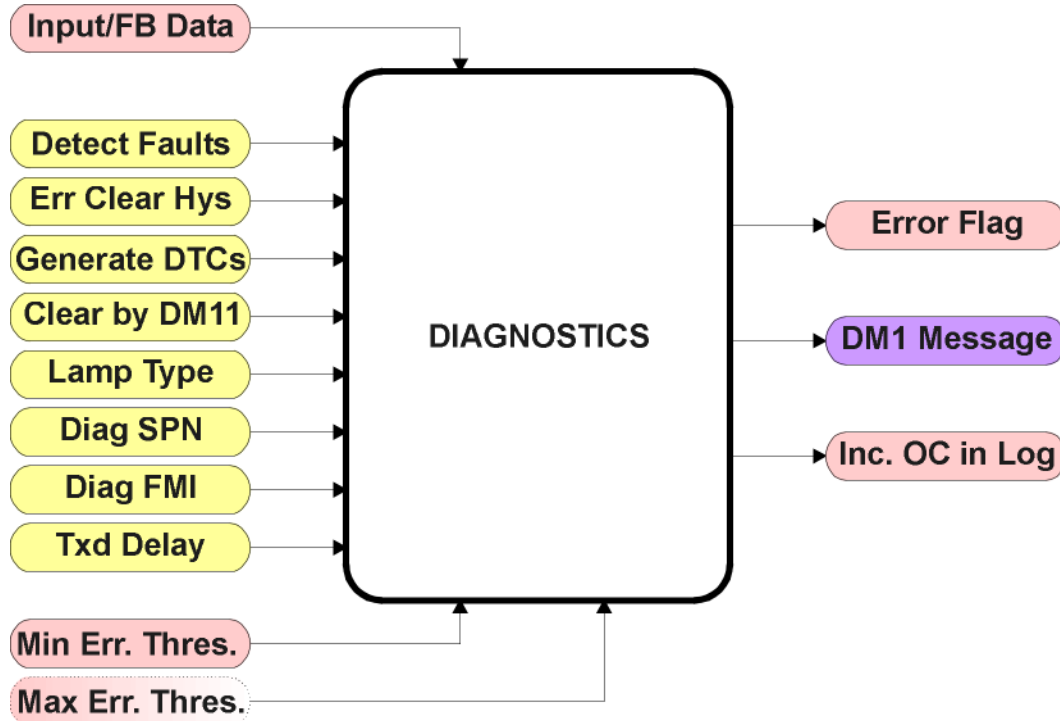 Input/FB Data
Detect Faults
Err Clear Hys
Generate DTCs
Clear by DM11
Lamp Type
Diag SPN
Diag FMI
Txd Delay
Min Err. Thres.
Max Err. Thres.
DIAGNOSTICS
Error Flag
DM1 Message
Inc. OC in Log